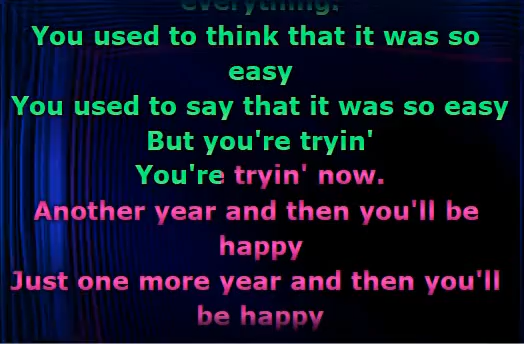 everything.
You used to think that it was so
easy
You used to say that it was so easy
But you're tryin'
You're tryin' now.
Another year and then you'll be
happy
Just one more year and then you'll
be happy